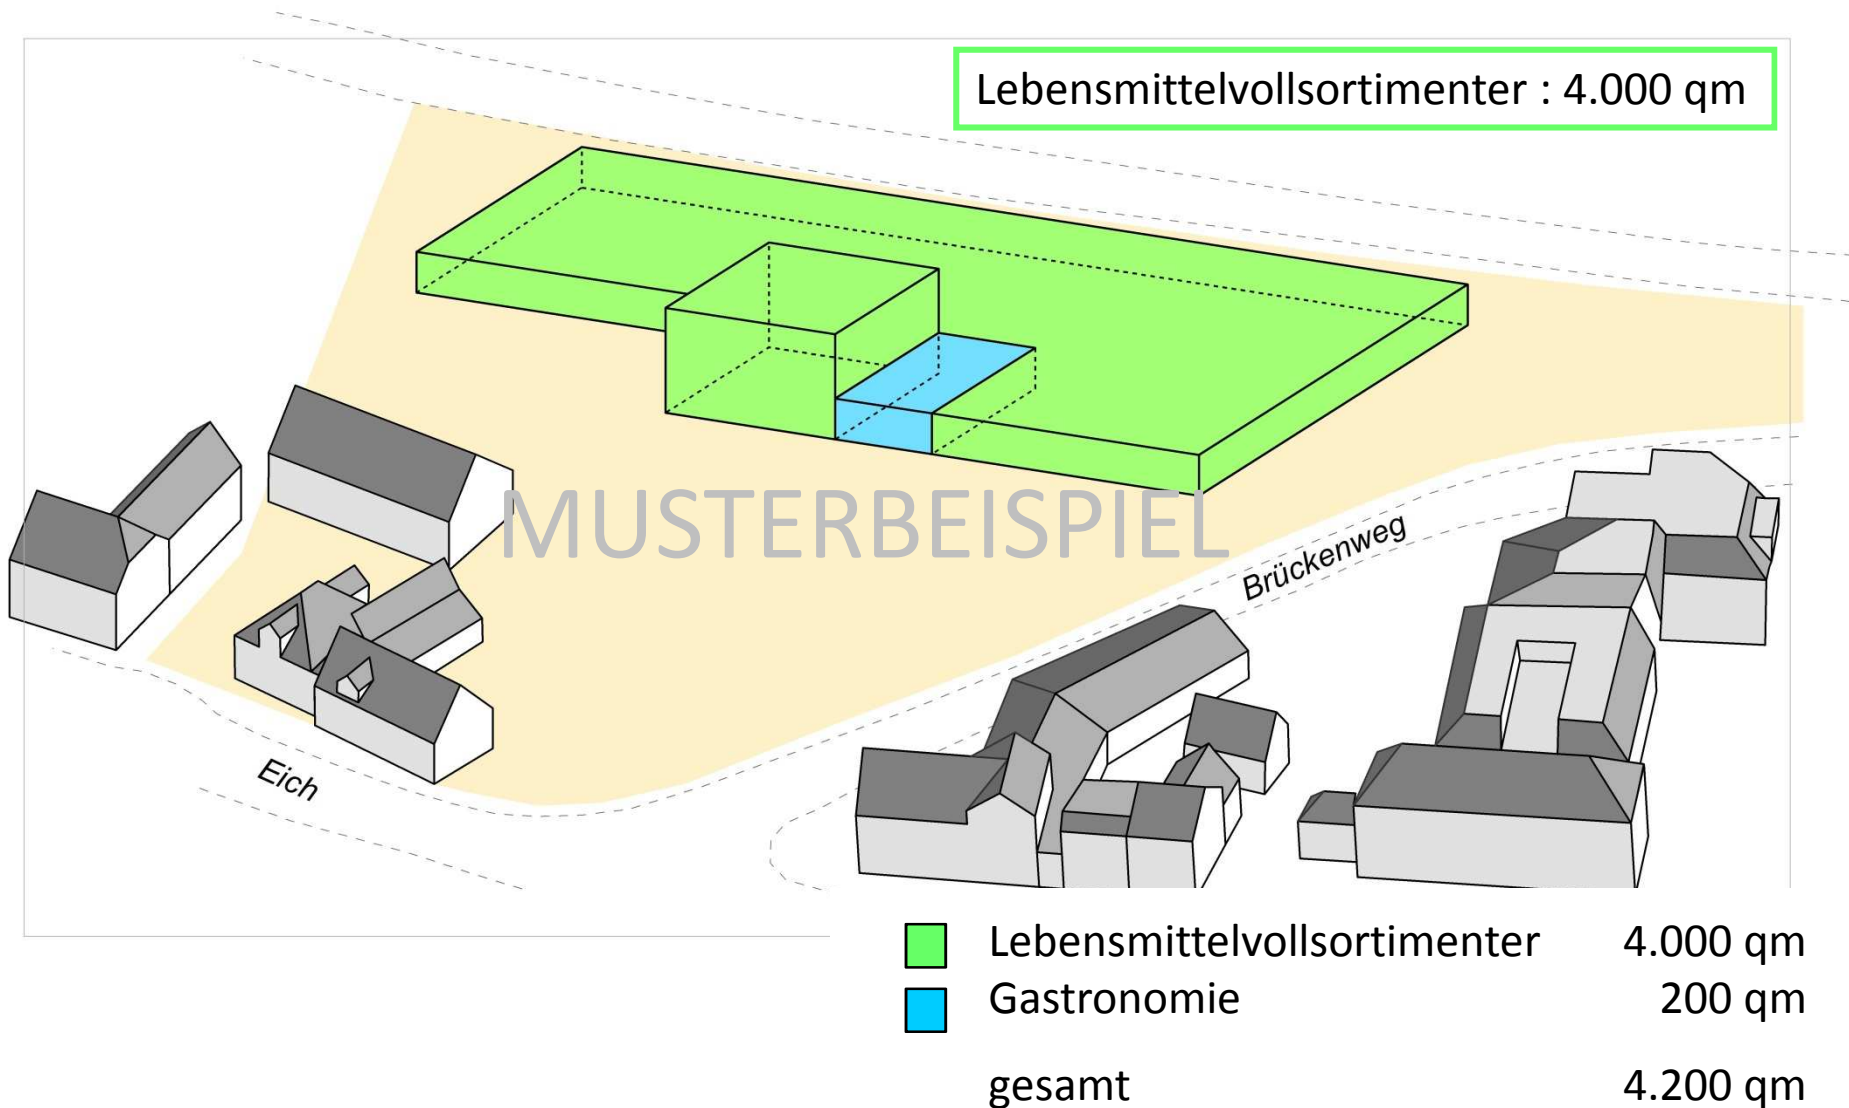 Lebensmittelvollsortimenter : 4.000 qm
MUSTERBEISPIEL
Brückenweg
Eich
Lebensmittelvollsortimenter 4.000 qm
Gastronomie 200 qm
gesamt 4.200 qm